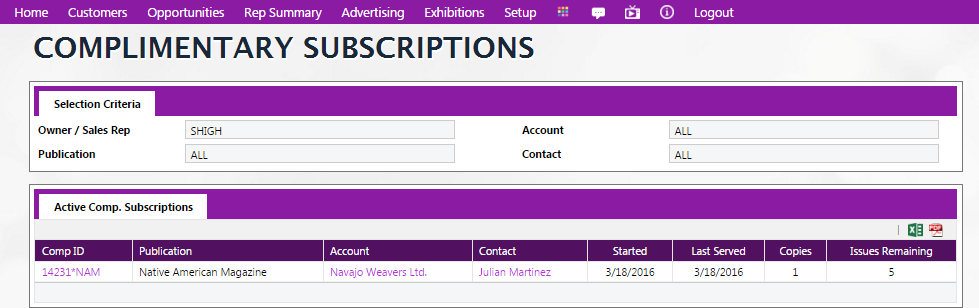 Home Customers Opportunities Rep Summary Advertising Exhibitions Setup Logout
COMPLIMENTARY SUBSCRIPTIONS
Selection Criteria
Owner / Sales Rep SHIGH Account ALL
Publication ALL Contact ALL
Active Comp. Subscriptions
Comp ID Publication Account Contact Started Last Served Copies Issues Remaining
14231*NAM Native American Magazine Navajo Weavers Ltd. Julian Martinez 3/18/2016 3/18/2016 1 5